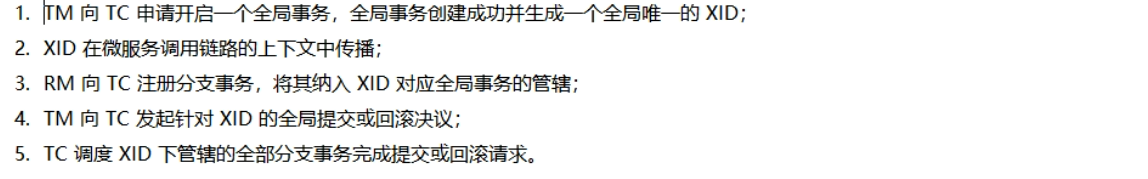 1. TM 向 TC 申请开启一个全局事务，全局事务创建成功并生成一个全局唯一的 XID；
2. XID 在微服务调用链路的上下文中传播；
3. RM 向 TC 注册分支事务，将其纳入 XID 对应全局事务的管辖；
4. TM 向 TC 发起针对 XID 的全局提交或回滚决议；
5. TC 调度 XID 下管辖的全部分支事务完成提交或回滚请求。